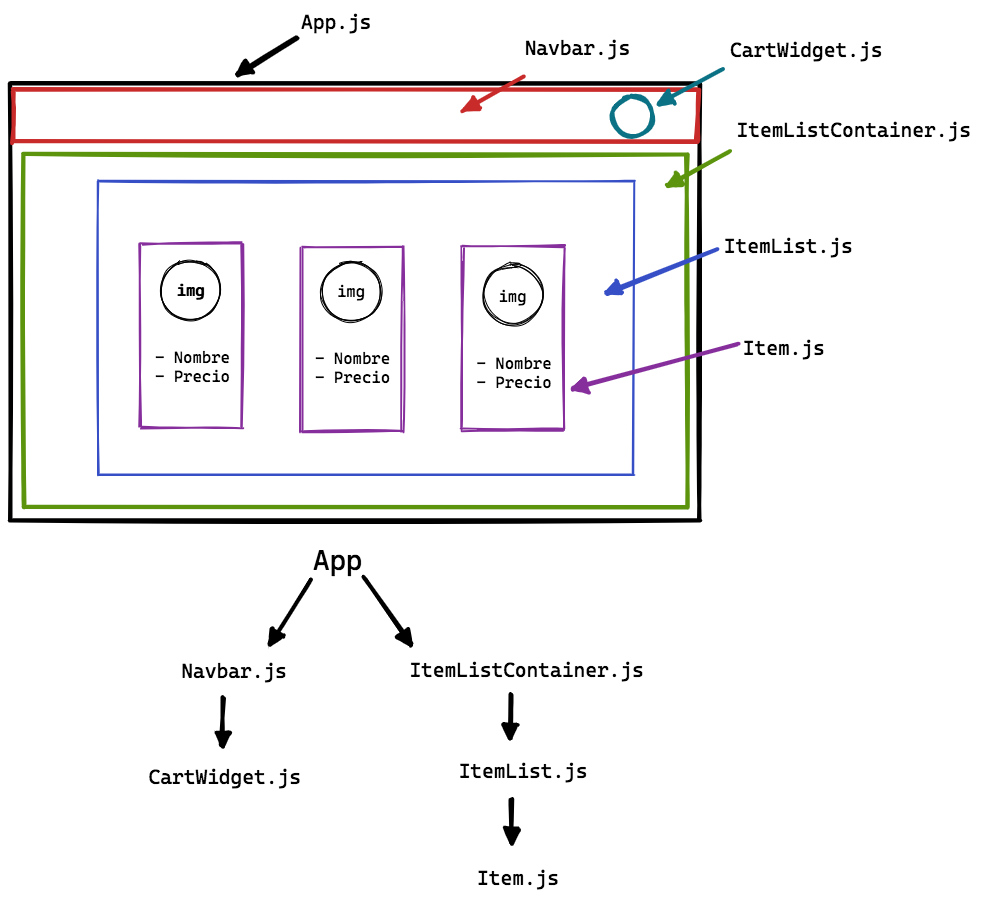 App.js
Navbar.js
CartWidget.js
ItemListContainer.js
ItemList.js
Item.js
img
- Nombre
- Precio
img
- Nombre
- Precio
img
- Nombre
- Precio
App
Navbar.js
ItemListContainer.js
CartWidget.js
ItemList.js
Item.js